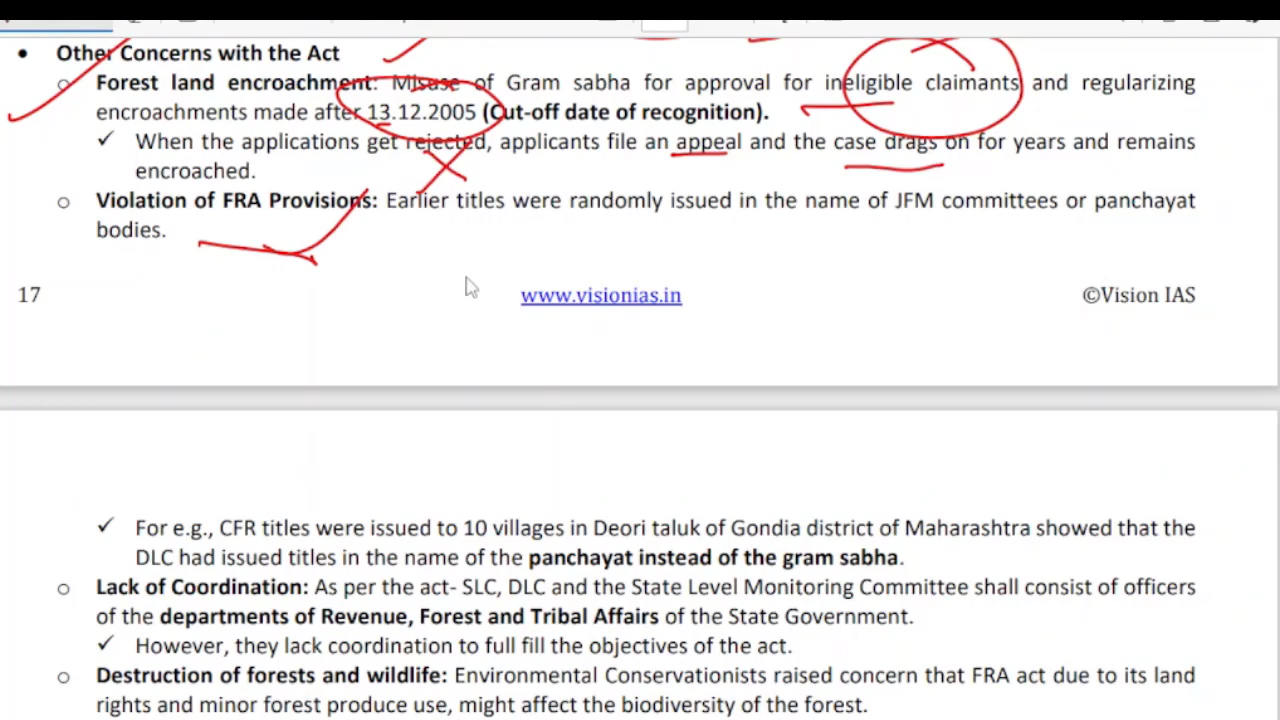 • Other Concerns with the Act
o Forest land encroachment: Misuse of Gram sabha for approval for ineligible claimants and regularizing
encroachments made after 13.12.2005 (Cut-off date of recognition).
✓ When the applications get rejected, applicants file an appeal and the case drags on for years and remains
encroached.
o Violation of FRA Provisions: Earlier titles were randomly issued in the name of JFM committees or panchayat
bodies.
17 www.visionias.in ©Vision IAS
✓ For e.g., CFR titles were issued to 10 villages in Deori taluk of Gondia district of Maharashtra showed that the
DLC had issued titles in the name of the panchayat instead of the gram sabha.
o Lack of Coordination: As per the act- SLC, DLC and the State Level Monitoring Committee shall consist of officers
of the departments of Revenue, Forest and Tribal Affairs of the State Government.
✓ However, they lack coordination to full fill the objectives of the act.
o Destruction of forests and wildlife: Environmental Conservationists raised concern that FRA act due to its land
rights and minor forest produce use, might affect the biodiversity of the forest.